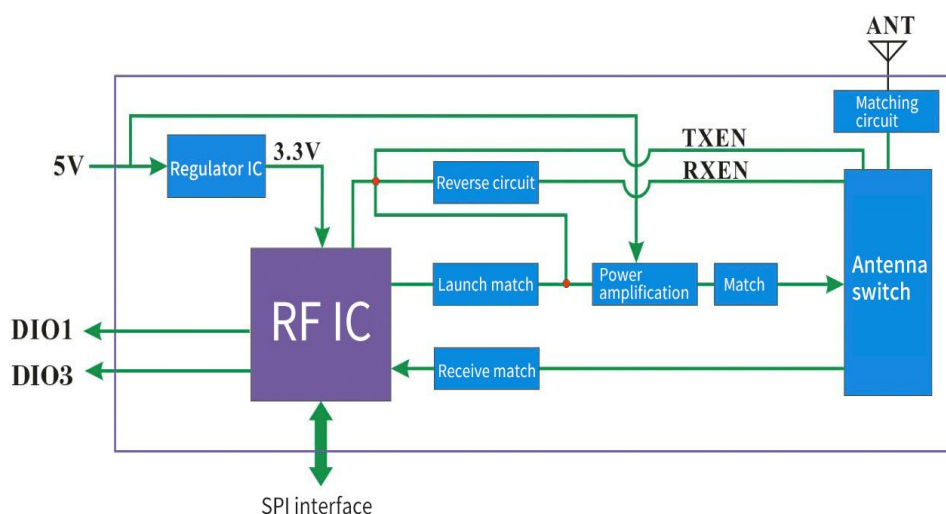 ANT
Matching
circuit
TXEN
5V
Regulator IC
3.3V
Reverse circuit
RXEN
RF IC
Launch match
Power
amplification
Match
Antenna
switch
DIO1
DIO3
Receive match
SPI interface